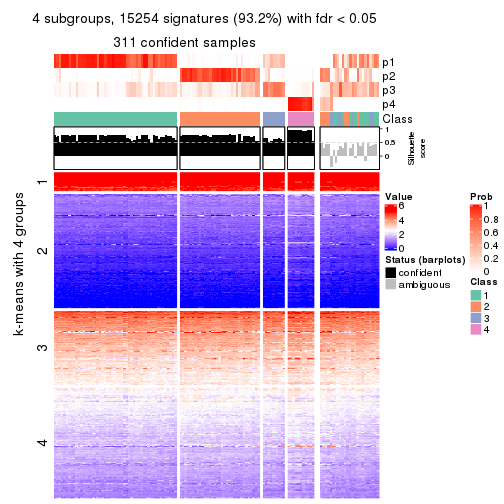 4 subgroups, 15254 signatures (93.2%) with fdr < 0.05
311 confident samples
p1
p2
p3
p4
Class
1
0.5
0
Silhouette
score
k-means with 4 groups
1
2
3
4
Value
6
4
2
0
Status (barplots)
confident
ambiguous
Prob
1
0.8
0.6
0.4
0.2
0
Class
1
2
3
4